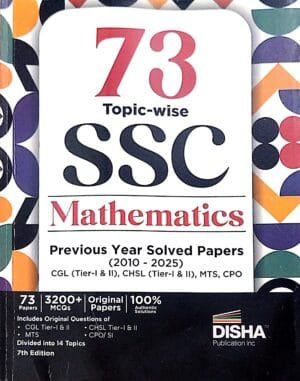 73
Topic-wise
SSC
Mathematics
Previous Year Solved Papers
(2010 - 2025)
CGL (Tier-I & II), CHSL (Tier-I & II), MTS, CPO
73 Papers
3200+ MCQs
Original Papers
100% Authentic Solutions
Includes Original Questions of
• CGL Tier-I & II • CHSL Tier-I & II
• MTS • CPO/ SI
Divided into 14 Topics
7th Edition
DISHA
Publication Inc